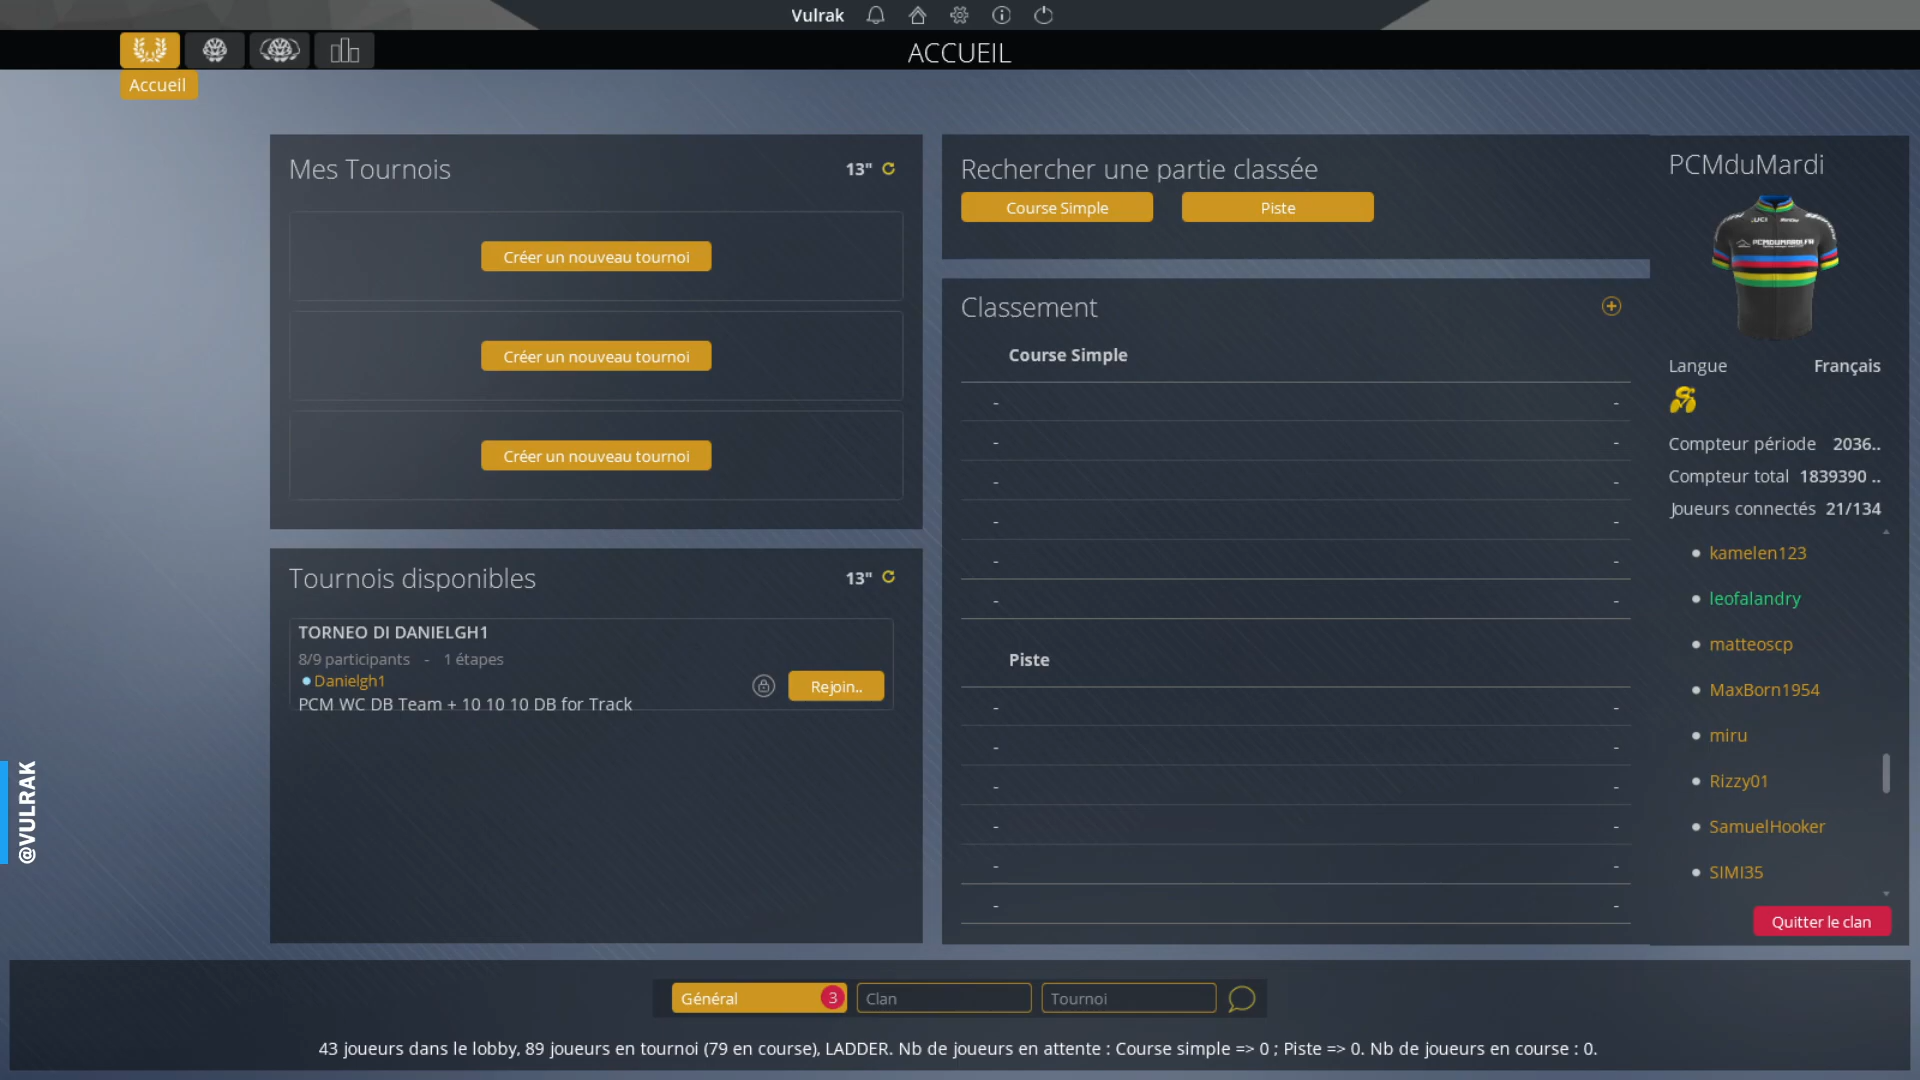 Vulrak
ACCUEIL
Accueil
Mes Tournois
13"
Créer un nouveau tournoi
Créer un nouveau tournoi
Créer un nouveau tournoi
Tournois disponibles
13"
TORNEO DI DANIELGH1
8/9 participants - 1 étapes
Danielgh1
Rejoin..
PCM WC DB Team + 10 10 10 DB for Track
Rechercher une partie classée
Course Simple
Piste
Classement
Course Simple
- -
- -
- -
- -
- -
- -
Piste
- -
- -
- -
- -
- -
- -
PCMduMardi
UCI
PCMDUMARDI.FR
Langue Français
Compteur période 2036..
Compteur total 1839390 ..
Joueurs connectés 21/134
kamelen123
leofalandry
matteoscp
MaxBorn1954
miru
Rizzy01
SamuelHooker
SIMI35
Quitter le clan
@VULRAK
Général 3
Clan
Tournoi
43 joueurs dans le lobby, 89 joueurs en tournoi (79 en course), LADDER. Nb de joueurs en attente : Course simple => 0 ; Piste => 0. Nb de joueurs en course : 0.